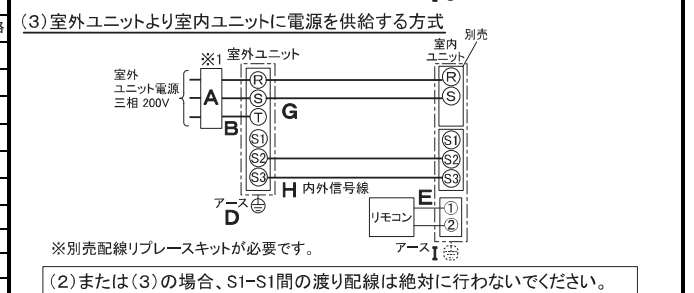 (3)室外ユニットより室内ユニットに電源を供給する方式
別売
※1 室外ユニット
室内
ユニット
室外
ユニット電源
三相 200V
A
B
R
S
T
S1
S2
S3
G
H 内外信号線
R
S
S1
S2
S3
E
リモコン
1
2
アース
D
アース
I
※別売配線リプレースキットが必要です。
(2)または(3)の場合、S1-S1間の渡り配線は絶対に行わないでください。